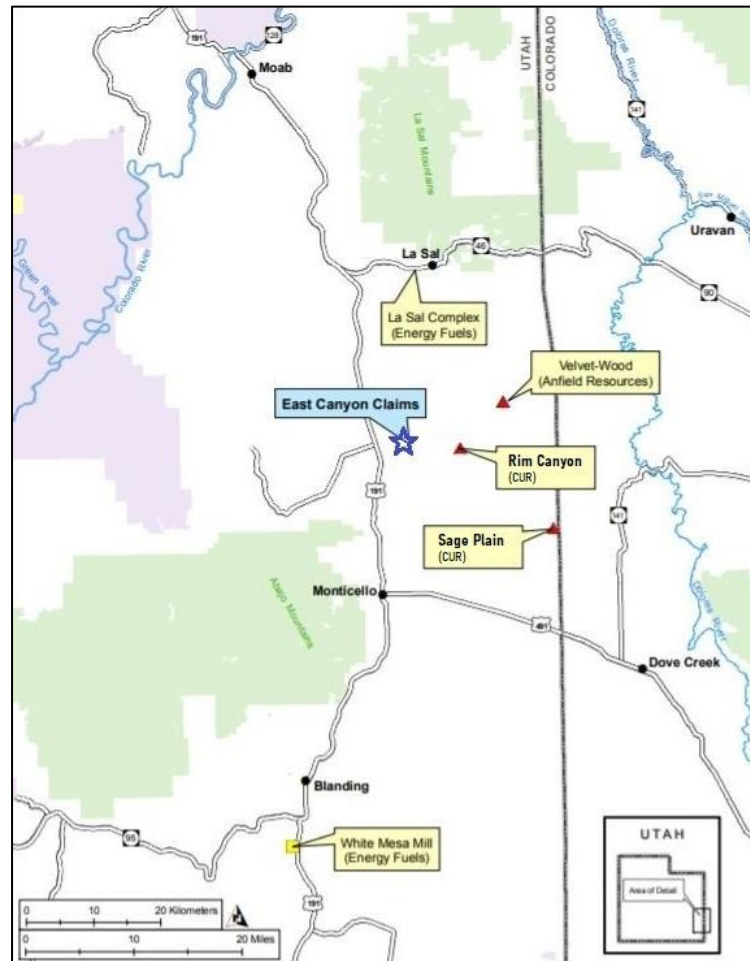 191
128
Moab
UTAH
COLORADO
Dolores River
141
La Sal Mountains
San Miguel
Uravan
La Sal
46
90
Green River
Colorado River
La Sal Complex
(Energy Fuels)
Velvet-Wood
(Anfield Resources)
East Canyon Claims
Rim Canyon
(CUR)
191
141
Sage Plain
(CUR)
Abajo Mountains
Monticello
491
Dolores River
Dove Creek
Blanding
95
White Mesa Mill
(Energy Fuels)
191
UTAH
Area of Detail
0 10 20 Kilometers
0 10 20 Miles